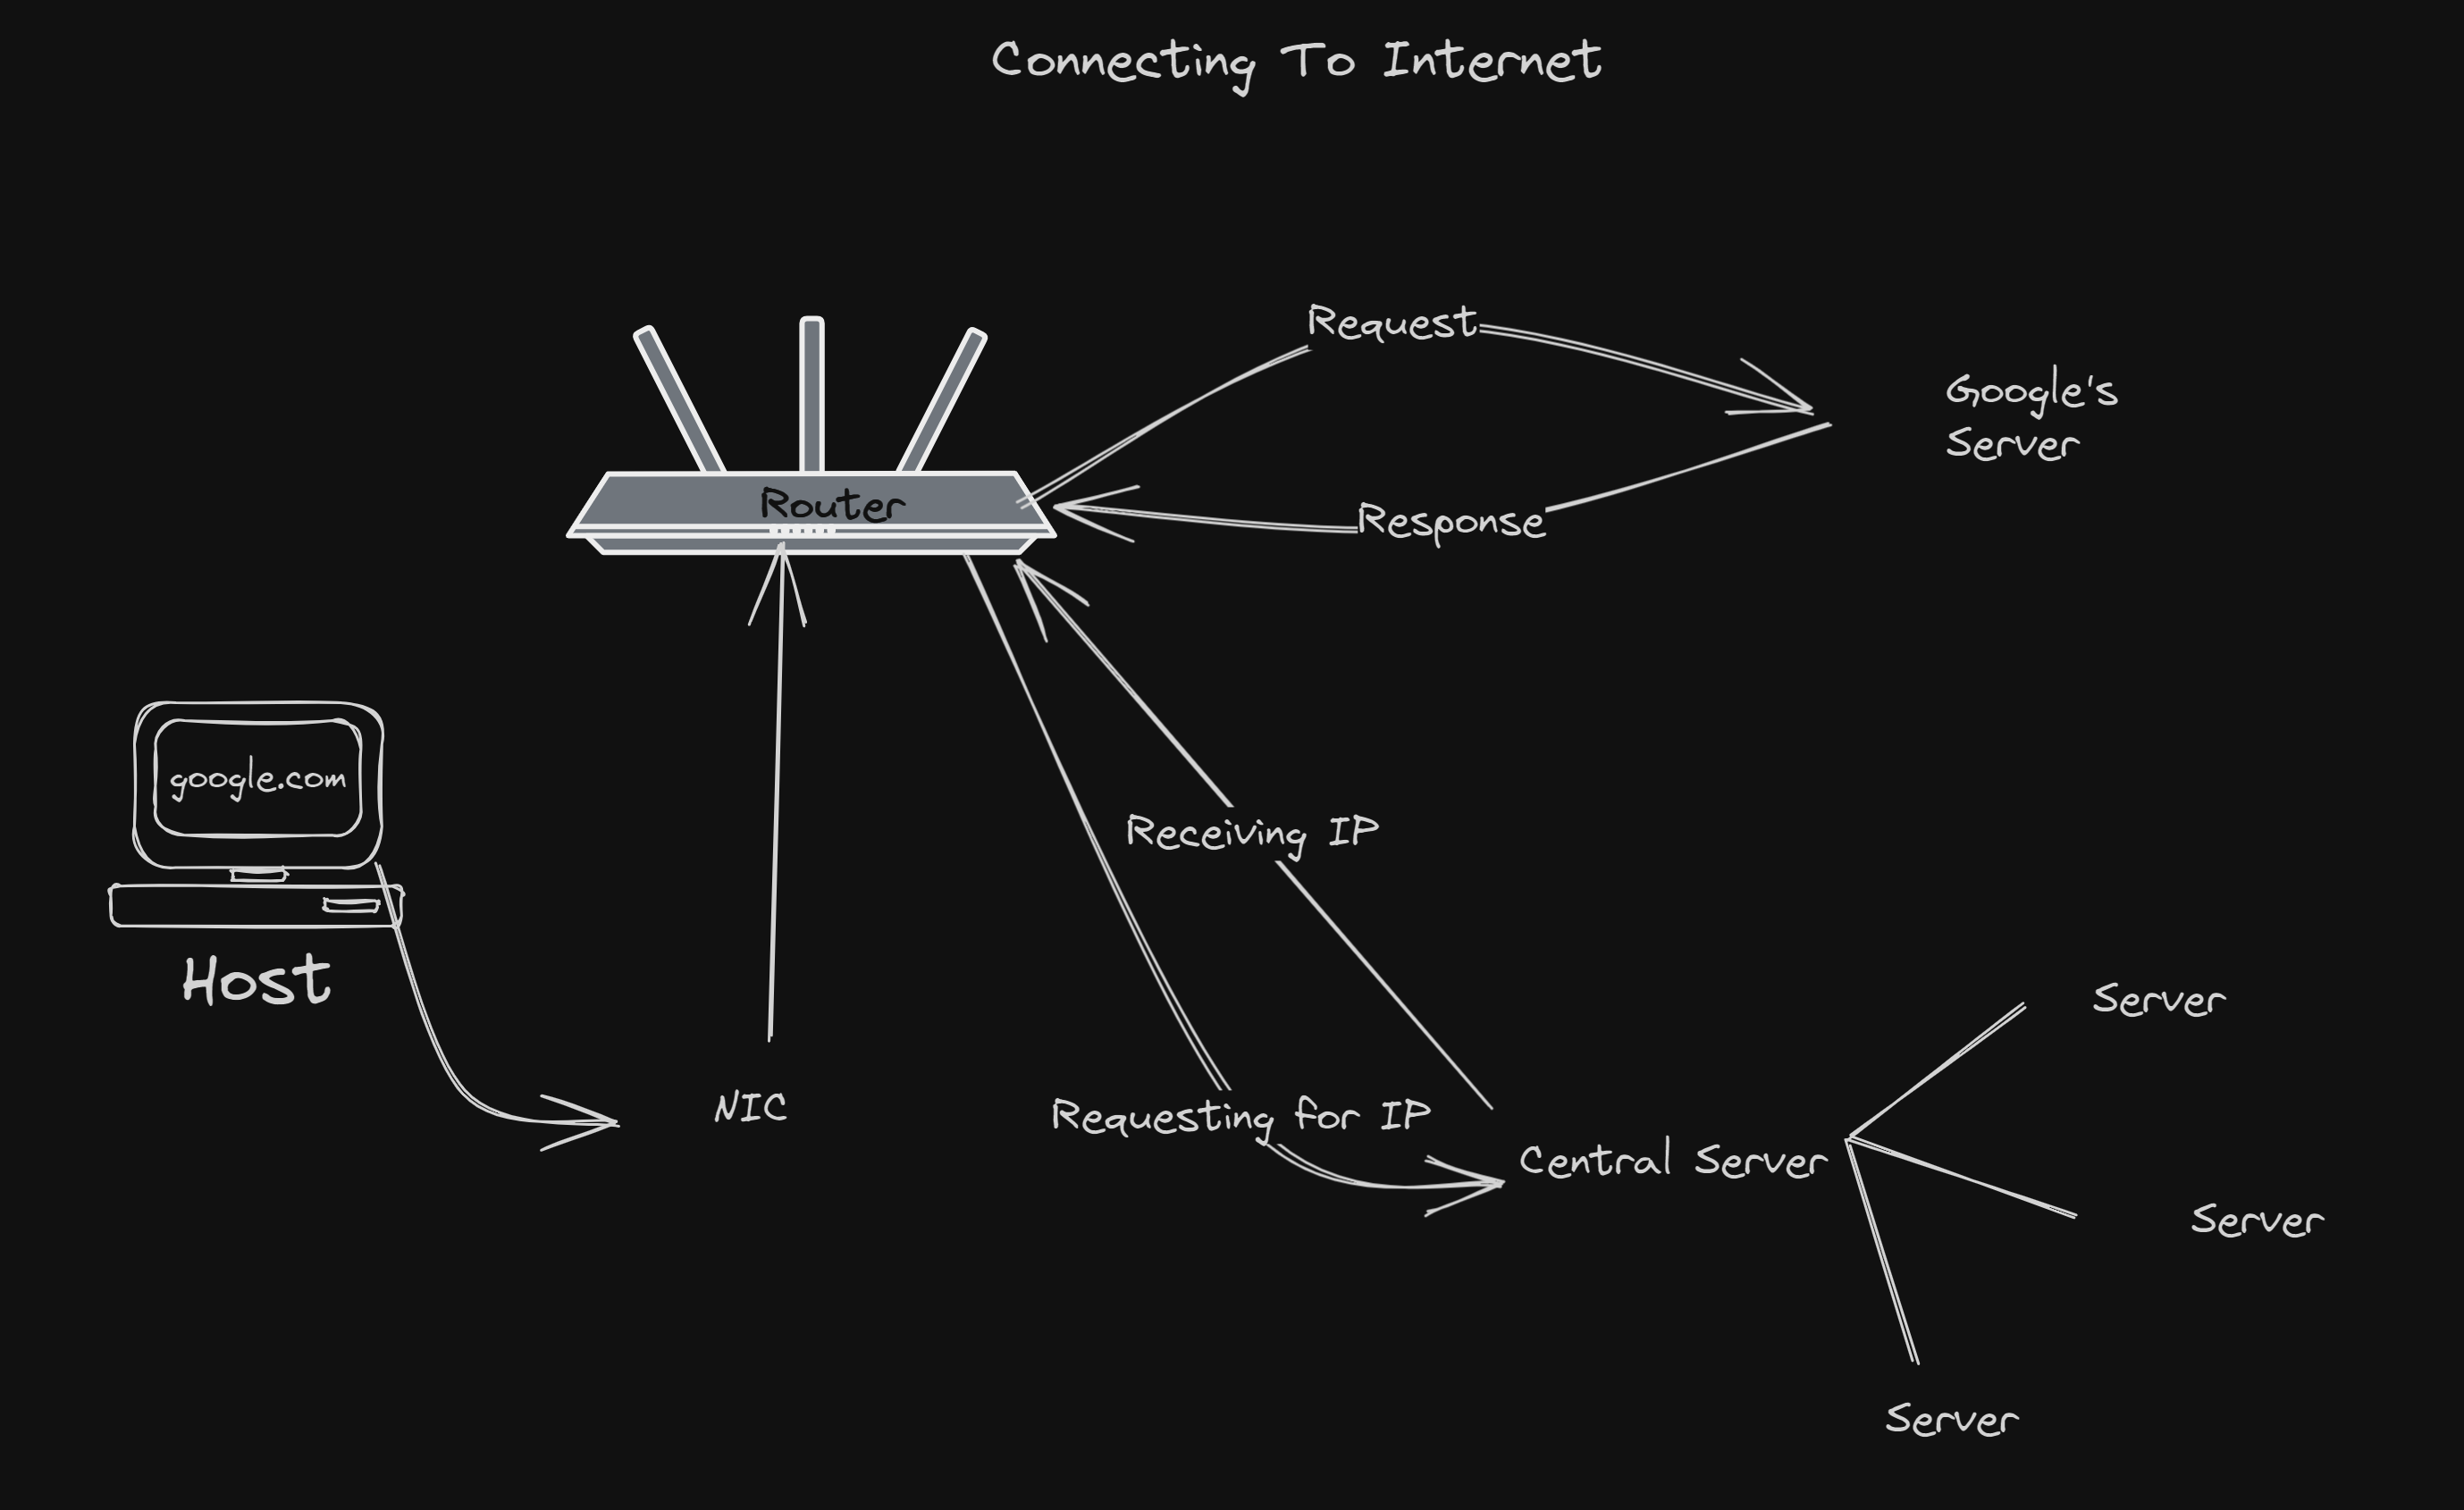 Connecting To Internet
Request
Google's
Server
Router
Response
google.com
Receiving IP
Host
Server
NIC
Requesting for IP
Central Server
Server
Server